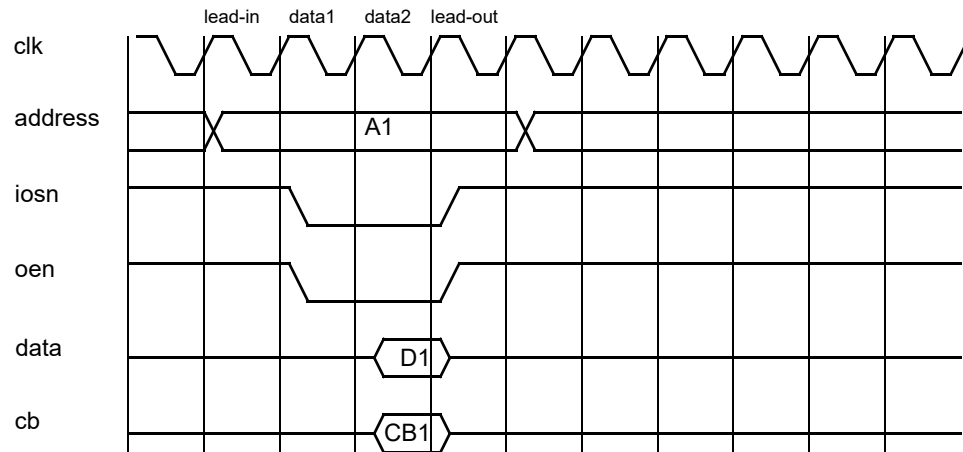 lead-in data1 data2 lead-out
clk
address
A1
iosn
oen
data
D1
cb
CB1